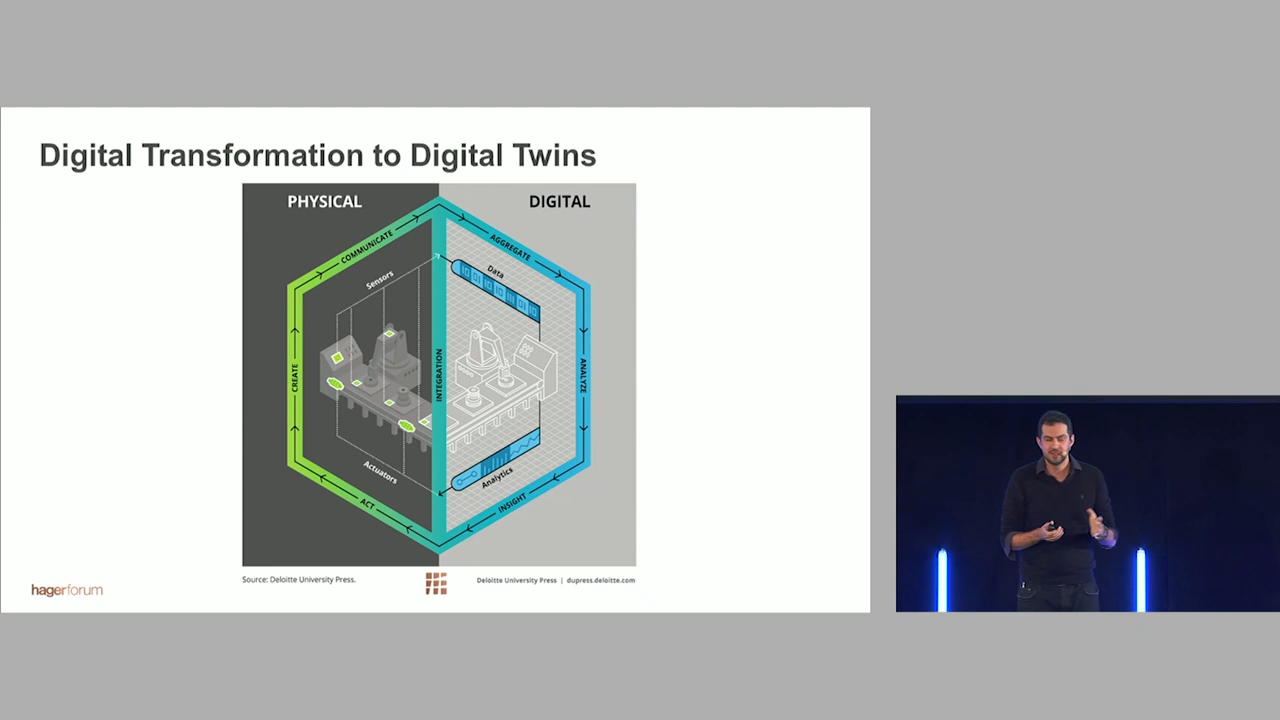 Digital Transformation to Digital Twins
PHYSICAL
DIGITAL
COMMUNICATE
AGGREGATE
Sensors
Data
CREATE
INTEGRATION
ANALYZE
Actuators
Analytics
ACT
INSIGHT
Source: Deloitte University Press.
Deloitte University Press | dupress.deloitte.com
hagerforum